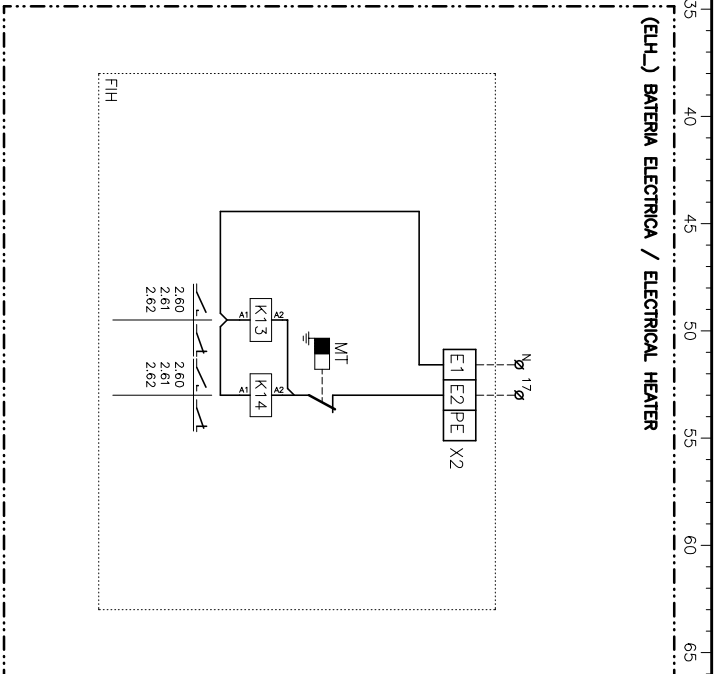 35 40 45 50 55 60 65
(ELH_) BATERIA ELECTRICA / ELECTRICAL HEATER
N 17
E1 E2 PE X2
MT
A2 A2
K13 K14
A1 A1
2.60 2.60
2.61 2.61
2.62 2.62
FIH